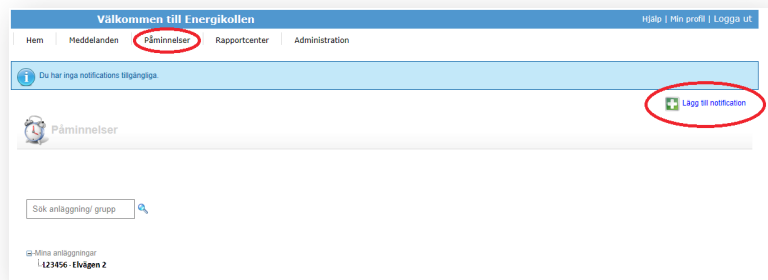 Välkommen till Energikollen
Hjälp | Min profil | Logga ut
Hem Meddelanden Påminnelser Rapportcenter Administration
Du har inga notifications tillgängliga.
Lägg till notification
Påminnelser
Sök anläggning/ grupp
Mina anläggningar
123456 - Elvägen 2